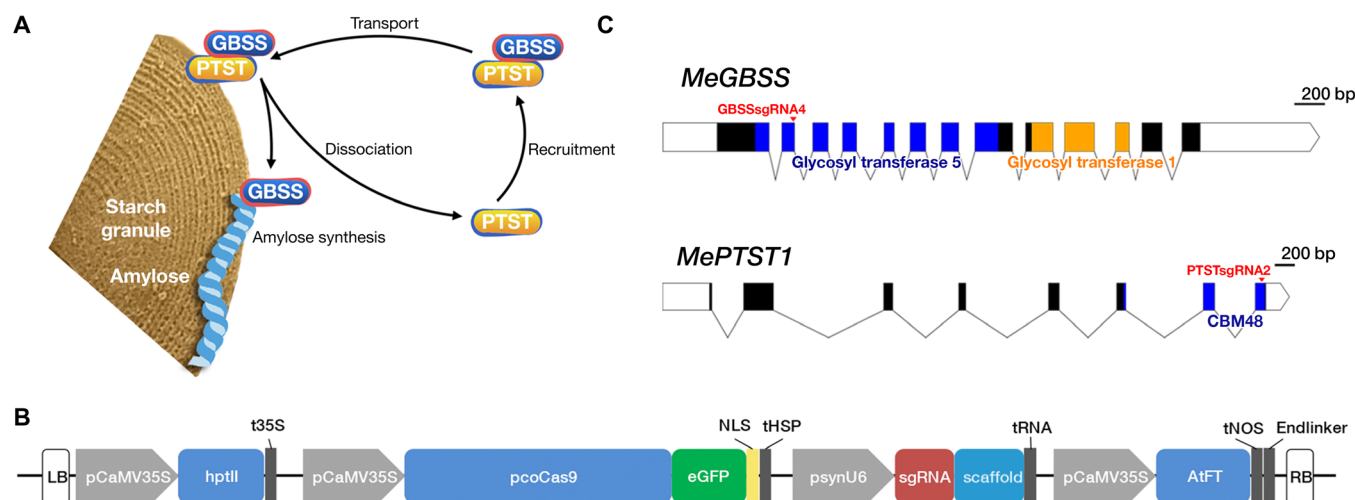 A
Transport
GBSS
PTST
GBSS
PTST
Dissociation
Recruitment
GBSS
PTST
Starch
granule
Amylose synthesis
Amylose
C
MeGBSS
200 bp
GBSSsgRNA4
Glycosyl transferase 5
Glycosyl transferase 1
MePTST1
200 bp
PTSTsgRNA2
CBM48
B
t35S
NLS
tHSP
tRNA
tNOS
Endlinker
LB
pCaMV35S
hptII
pCaMV35S
pcoCas9
eGFP
psynU6
sgRNA
scaffold
pCaMV35S
AtFT
RB